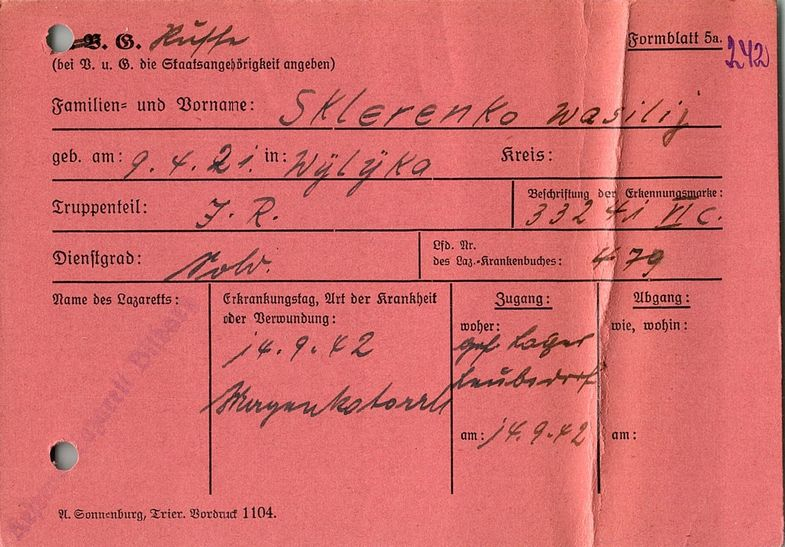 V. G. Russe
Formblatt 5a.
242
(bei V. u. G. die Staatsangehörigkeit angeben)
Familien= und Vorname: Sklerenko Wasilij
geb. am: 9.4.21. in: Wÿlÿka Kreis:
Truppenteil: J.R.
Beschriftung der Erkennungsmarke:
33241 VI C.
Dienstgrad: Sold.
Lfd. Nr.
des Laz.-Krankenbuches: 479
Name des Lazaretts:
Erkrankungstag, Art der Krankheit
oder Verwundung:
14.9.42
Magenkatarrh
Zugang:
woher:
gef. Lager
Leubsdorf
am: 14.9.42
Abgang:
wie, wohin:
am:
A. Sonnenburg, Trier. Vordruck 1104.